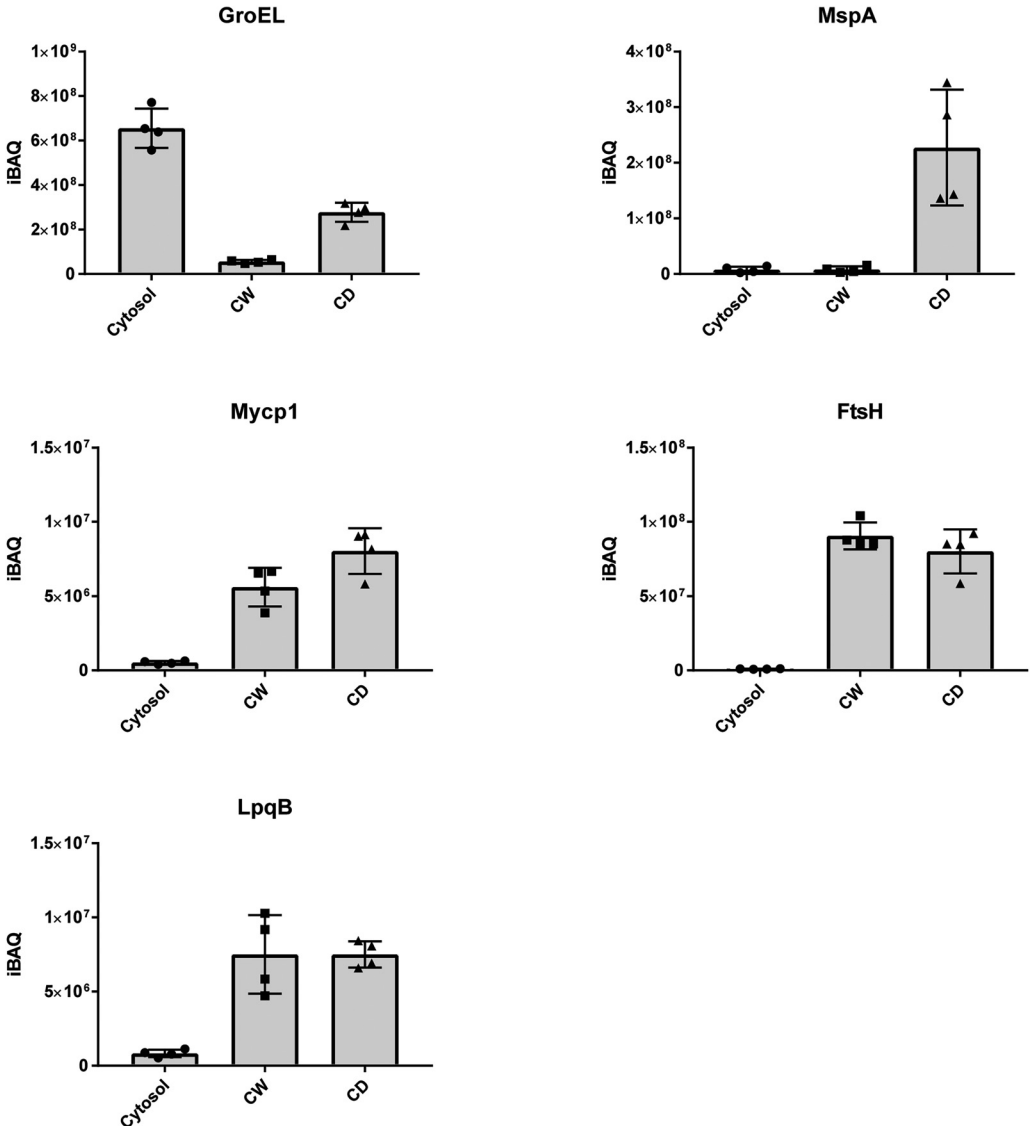 GroEL
iBAQ
1×10⁹
8×10⁸
6×10⁸
4×10⁸
2×10⁸
0
Cytosol
CW
CD
MspA
iBAQ
4×10⁸
3×10⁸
2×10⁸
1×10⁸
0
Cytosol
CW
CD
Mycp1
iBAQ
1.5×10⁷
1×10⁷
5×10⁶
0
Cytosol
CW
CD
FtsH
iBAQ
1.5×10⁸
1×10⁸
5×10⁷
0
Cytosol
CW
CD
LpqB
iBAQ
1.5×10⁷
1×10⁷
5×10⁶
0
Cytosol
CW
CD